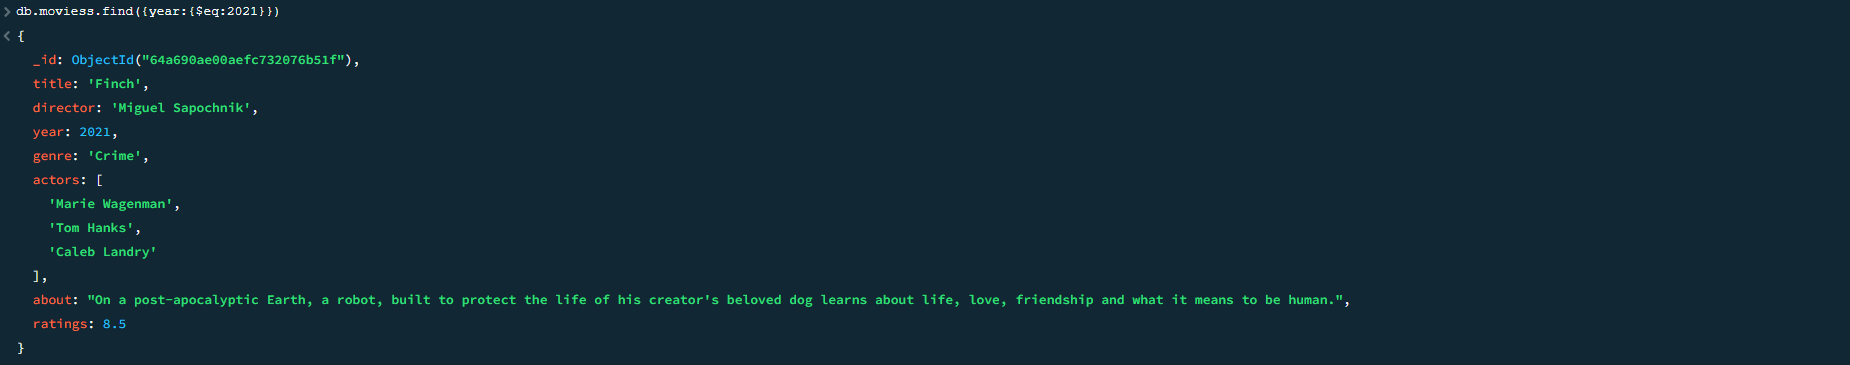 db.moviess.find({year:{$eq:2021}})
{
_id: ObjectId("64a690ae00aefc732076b51f"),
title: 'Finch',
director: 'Miguel Sapochnik',
year: 2021,
genre: 'Crime',
actors: [
'Marie Wagenman',
'Tom Hanks',
'Caleb Landry'
],
about: "On a post-apocalyptic Earth, a robot, built to protect the life of his creator's beloved dog learns about life, love, friendship and what it means to be human.",
ratings: 8.5
}